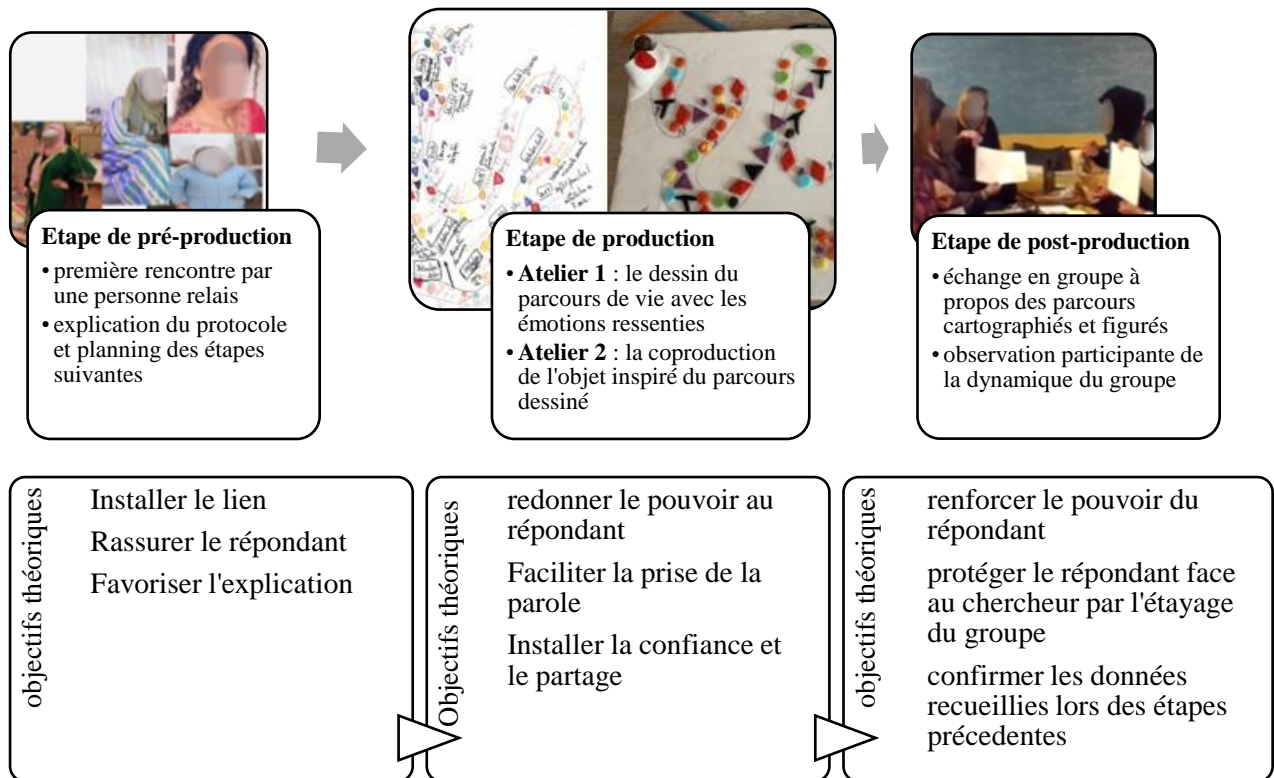 Etape de pré-production
• première rencontre par
une personne relais
• explication du protocole
et planning des étapes
suivantes
Etape de production
• Atelier 1 : le dessin du
parcours de vie avec les
émotions ressenties
• Atelier 2 : la coproduction
de l'objet inspiré du parcours
dessiné
Etape de post-production
• échange en groupe à
propos des parcours
cartographiés et figurés
• observation participante de
la dynamique du groupe
objectifs théoriques
Installer le lien
Rassurer le répondant
Favoriser l'explication
Objectifs théoriques
redonner le pouvoir au
répondant
Faciliter la prise de la
parole
Installer la confiance et
le partage
objectifs théoriques
renforcer le pouvoir du
répondant
protéger le répondant face
au chercheur par l'étayage
du groupe
confirmer les données
recueillies lors des étapes
précedentes